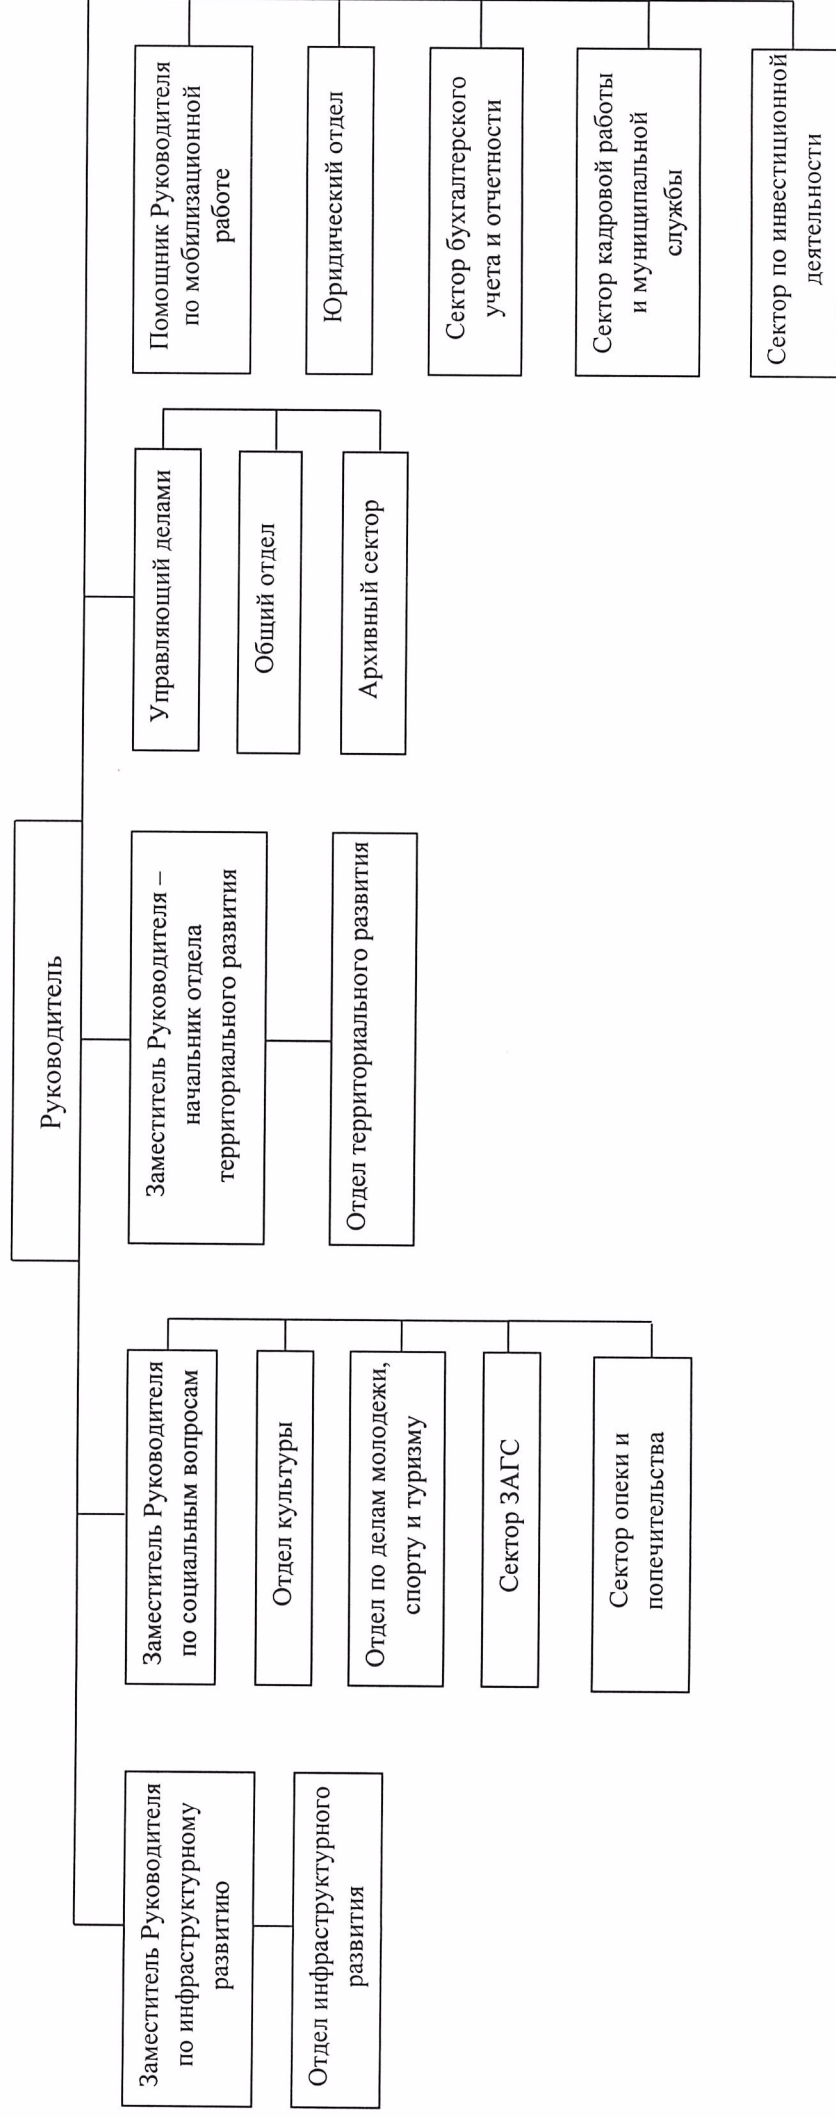 Руководитель
Заместитель Руководителя
по инфраструктурному
развитию
Отдел инфраструктурного
развития
Заместитель Руководителя
по социальным вопросам
Отдел культуры
Отдел по делам молодежи,
спорту и туризму
Сектор ЗАГС
Сектор опеки и
попечительства
Заместитель Руководителя –
начальник отдела
территориального развития
Отдел территориального развития
Управляющий делами
Общий отдел
Архивный сектор
Помощник Руководителя
по мобилизационной
работе
Юридический отдел
Сектор бухгалтерского
учета и отчетности
Сектор кадровой работы
и муниципальной
службы
Сектор по инвестиционной
деятельности